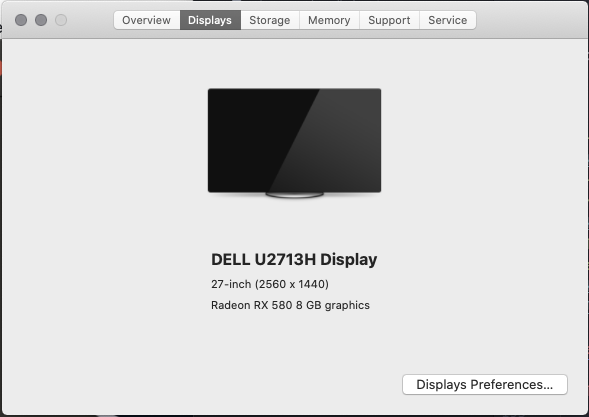 Overview Displays Storage Memory Support Service
DELL U2713H Display
27-inch (2560 x 1440)
Radeon RX 580 8 GB graphics
Displays Preferences...